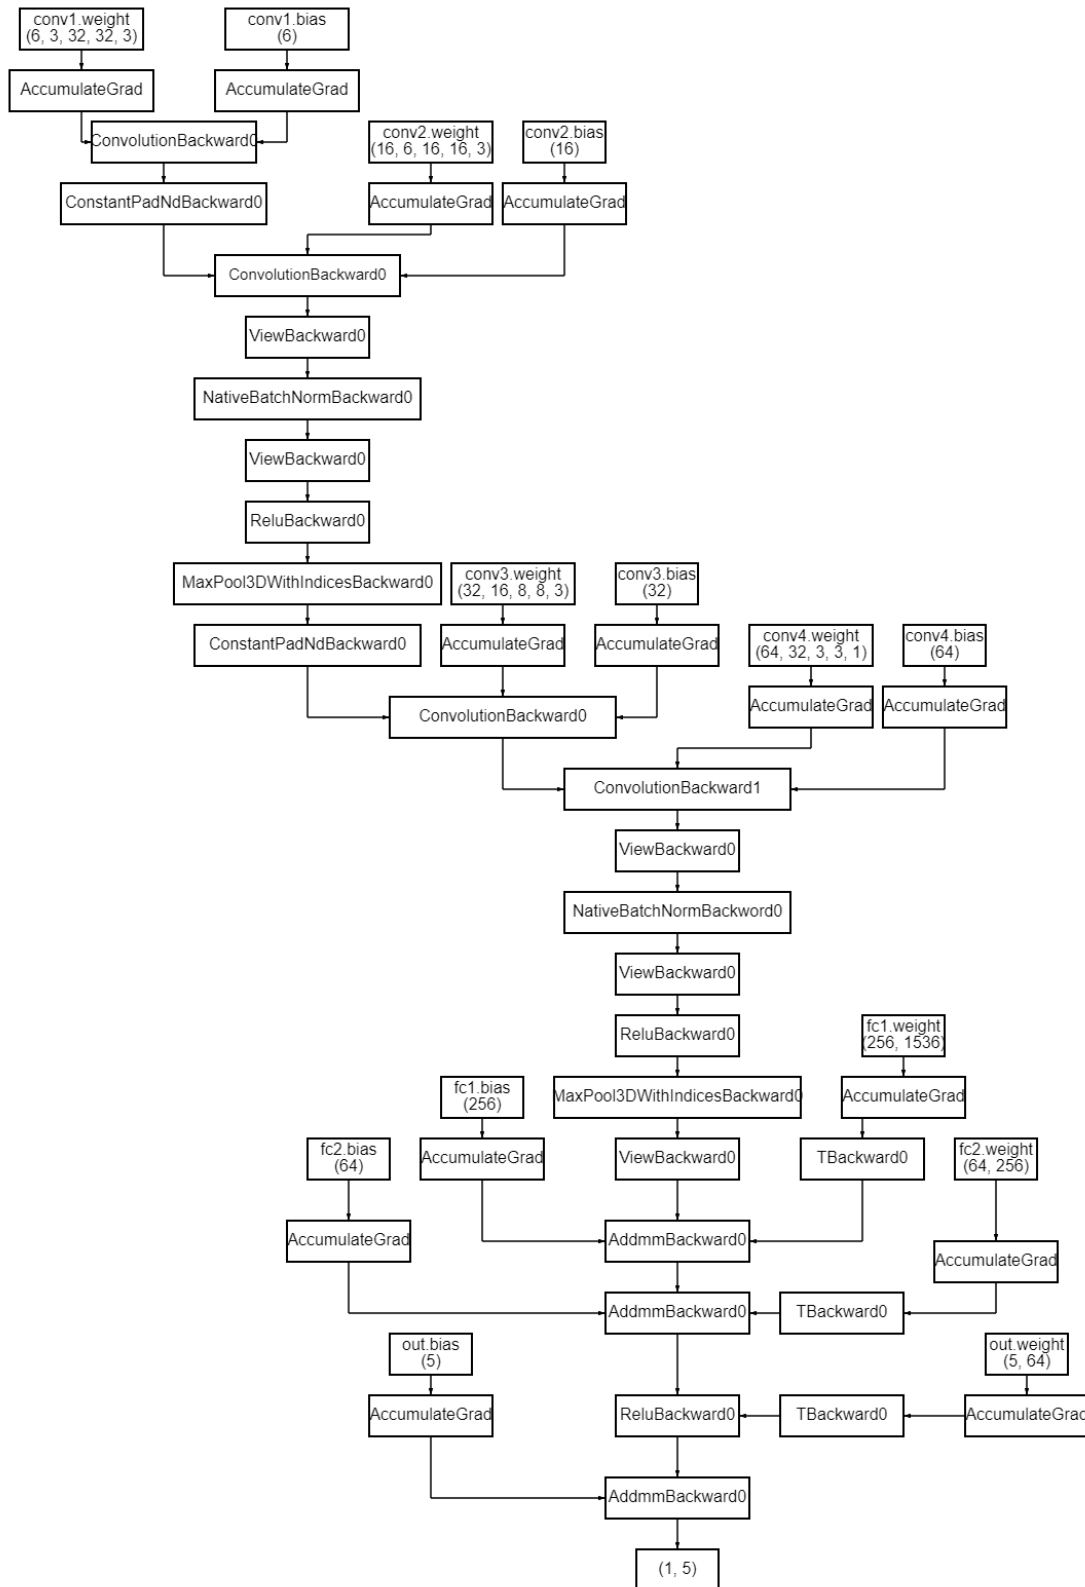 conv1.weight
(6, 3, 32, 32, 3)
conv1.bias
(6)
AccumulateGrad
AccumulateGrad
ConvolutionBackward0
conv2.weight
(16, 6, 16, 16, 3)
conv2.bias
(16)
ConstantPadNdBackward0
AccumulateGrad
AccumulateGrad
ConvolutionBackward0
ViewBackward0
NativeBatchNormBackward0
ViewBackward0
ReluBackward0
MaxPool3DWithIndicesBackward0
conv3.weight
(32, 16, 8, 8, 3)
conv3.bias
(32)
ConstantPadNdBackward0
AccumulateGrad
AccumulateGrad
conv4.weight
(64, 32, 3, 3, 1)
conv4.bias
(64)
ConvolutionBackward0
AccumulateGrad
AccumulateGrad
ConvolutionBackward1
ViewBackward0
NativeBatchNormBackword0
ViewBackward0
ReluBackward0
fc1.weight
(256, 1536)
fc1.bias
(256)
MaxPool3DWithIndicesBackward0
AccumulateGrad
fc2.bias
(64)
AccumulateGrad
ViewBackward0
TBackward0
fc2.weight
(64, 256)
AccumulateGrad
AddmmBackward0
AccumulateGrad
AddmmBackward0
TBackward0
out.bias
(5)
out.weight
(5, 64)
AccumulateGrad
ReluBackward0
TBackward0
AccumulateGrad
AddmmBackward0
(1, 5)